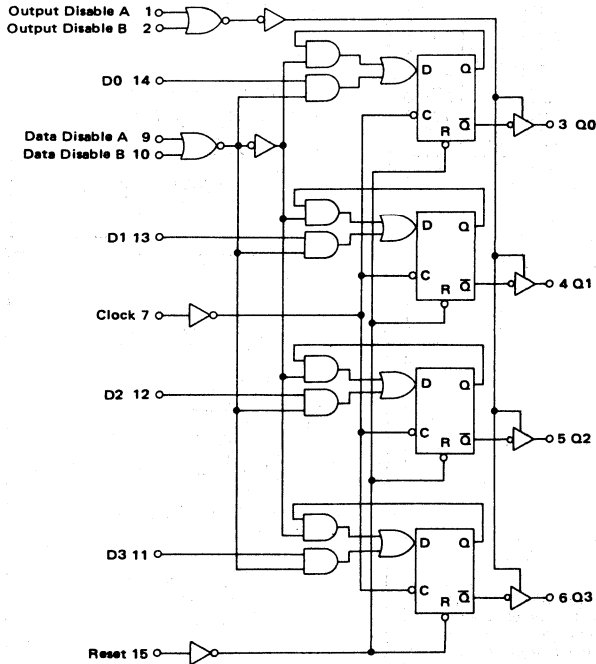 Output Disable A 1
Output Disable B 2
D0 14
D Q
C
R Q̅
3 Q0
Data Disable A 9
Data Disable B 10
D1 13
D Q
C
R Q̅
4 Q1
Clock 7
D2 12
D Q
C
R Q̅
5 Q2
D3 11
D Q
C
R Q̅
6 Q3
Reset 15